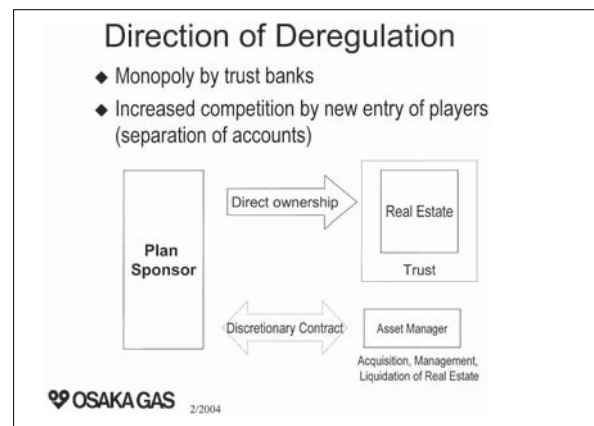 Direction of Deregulation
◆ Monopoly by trust banks
◆ Increased competition by new entry of players
(separation of accounts)
Direct ownership
Real Estate
Trust
Plan
Sponsor
Discretionary Contract
Asset Manager
Acquisition, Management,
Liquidation of Real Estate
OSAKA GAS 2/2004